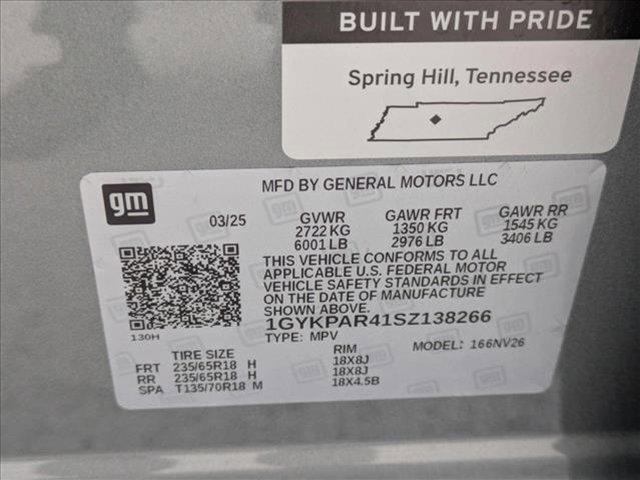 BUILT WITH PRIDE
Spring Hill, Tennessee
gm
MFD BY GENERAL MOTORS LLC
03/25
GVWR GAWR FRT GAWR RR
2722 KG 1350 KG 1545 KG
6001 LB 2976 LB 3406 LB
THIS VEHICLE CONFORMS TO ALL
APPLICABLE U.S. FEDERAL MOTOR
VEHICLE SAFETY STANDARDS IN EFFECT
ON THE DATE OF MANUFACTURE
SHOWN ABOVE.
1GYKPAR41SZ138266
130H
TYPE: MPV MODEL: 166NV26
TIRE SIZE RIM
FRT 235/65R18 H 18X8J
RR 235/65R18 H 18X8J
SPA T135/70R18 M 18X4.5B